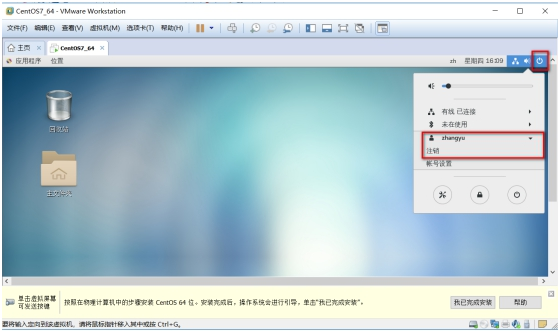 CentOS7_64 - VMware Workstation
文件(F) 编辑(E) 查看(V) 虚拟机(M) 选项卡(T) 帮助(H)
主页 CentOS7_64
应用程序 位置 zh 星期四 16:09
有线 已连接
未在使用
zhangyu
注销
帐号设置
回收站
主文件夹
单击虚拟屏幕
可发送按键
按照在物理计算机中的步骤安装 CentOS 64 位。安装完成后，操作系统会进行引导，单击“我已完成安装”。
我已完成安装 帮助
要将输入定向到该虚拟机，请将鼠标指针移入其中或按 Ctrl+G。